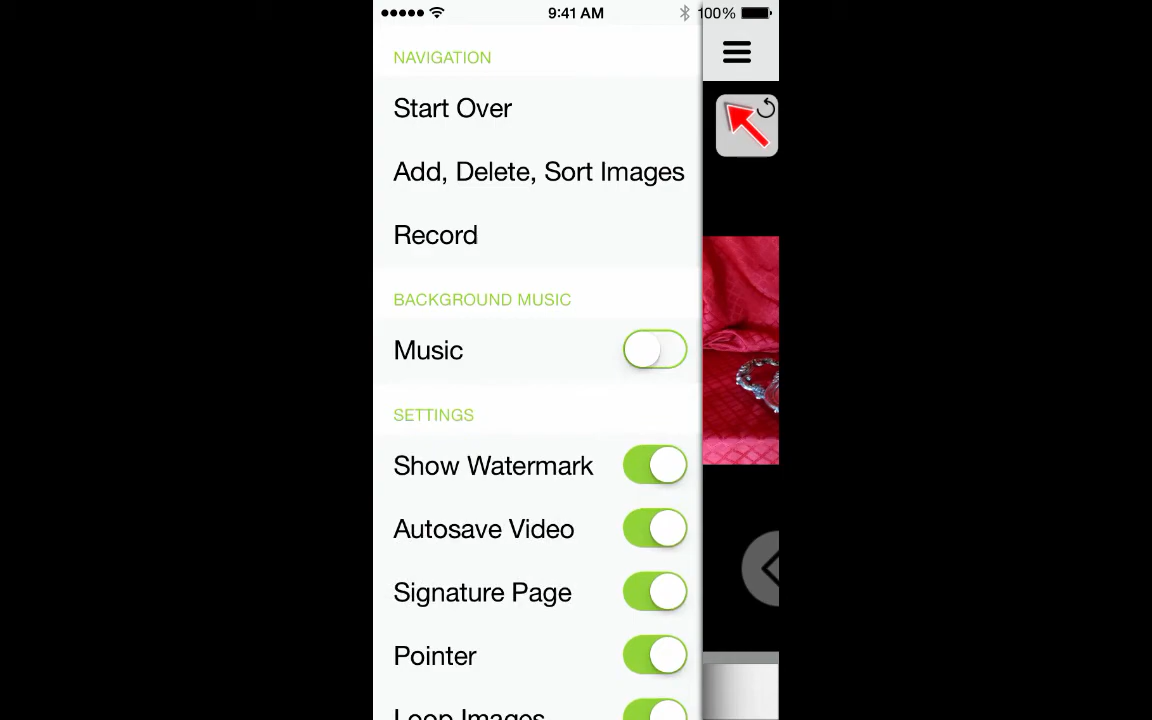 9:41 AM
100%
NAVIGATION
Start Over
Add, Delete, Sort Images
Record
BACKGROUND MUSIC
Music
SETTINGS
Show Watermark
Autosave Video
Signature Page
Pointer
Loop Images